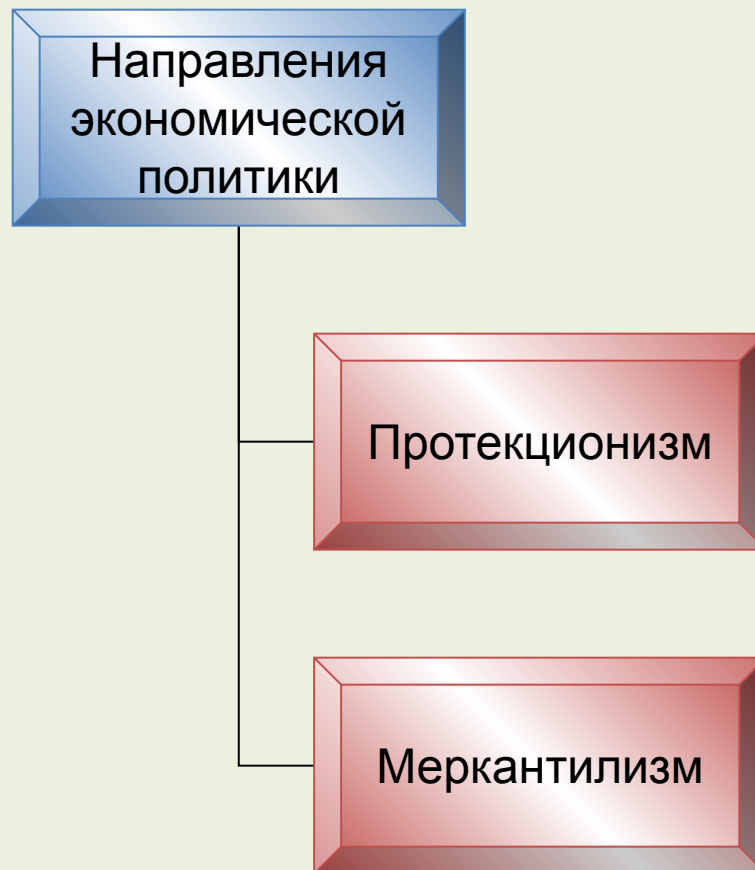 Направления
экономической
политики
Протекционизм
Меркантилизм